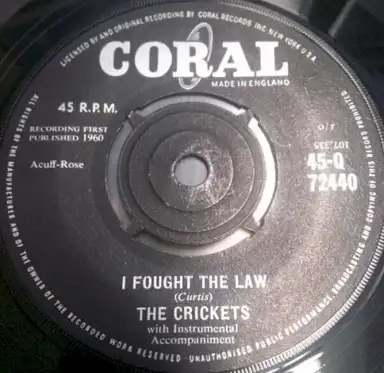 LICENSED BY AND ORIGINAL RECORDING BY CORAL RECORDS INC. NEW YORK U.S.A.
CORAL
MADE IN ENGLAND
45 R.P.M.
RECORDING FIRST
PUBLISHED 1960
Acuff-Rose
107,335
45-Q
72440
I FOUGHT THE LAW
(Curtis)
THE CRICKETS
with Instrumental
Accompaniment
ALL RIGHTS OF THE MANUFACTURER AND OF THE OWNER OF THE RECORDED WORK RESERVED - UNAUTHORISED PUBLIC PERFORMANCE, BROADCASTING AND COPYING OF THIS RECORD PROHIBITED